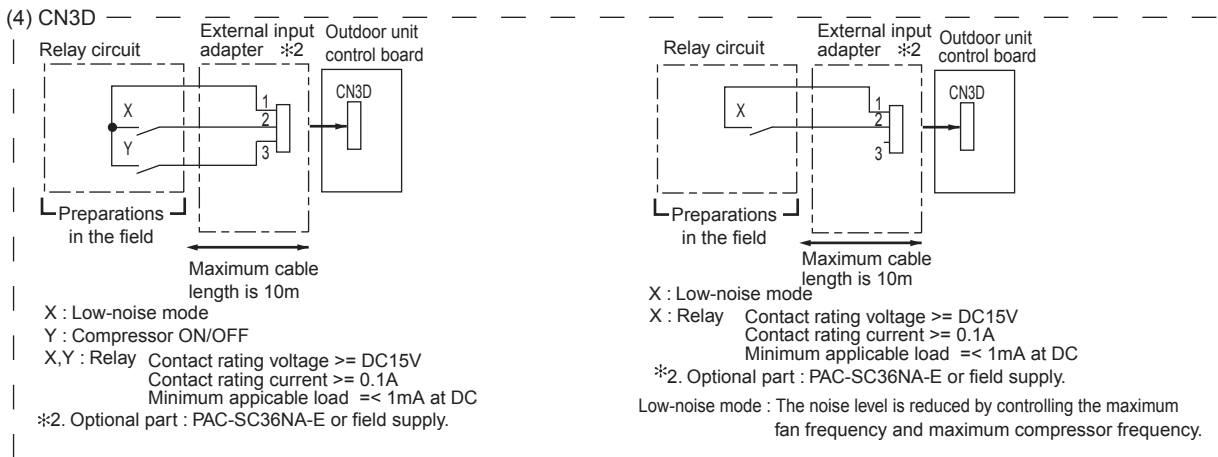 (4) CN3D
Relay circuit
External input
adapter ✻2
Outdoor unit
control board
X
Y
1
2
3
CN3D
Preparations
in the field
Maximum cable
length is 10m
X : Low-noise mode
Y : Compressor ON/OFF
X,Y : Relay Contact rating voltage >= DC15V
Contact rating current >= 0.1A
Minimum appicable load =< 1mA at DC
✻2. Optional part : PAC-SC36NA-E or field supply.
Relay circuit
External input
adapter ✻2
Outdoor unit
control board
X
1
2
3
CN3D
Preparations
in the field
Maximum cable
length is 10m
X : Low-noise mode
X : Relay Contact rating voltage >= DC15V
Contact rating current >= 0.1A
Minimum applicable load =< 1mA at DC
✻2. Optional part : PAC-SC36NA-E or field supply.
Low-noise mode : The noise level is reduced by controlling the maximum
fan frequency and maximum compressor frequency.